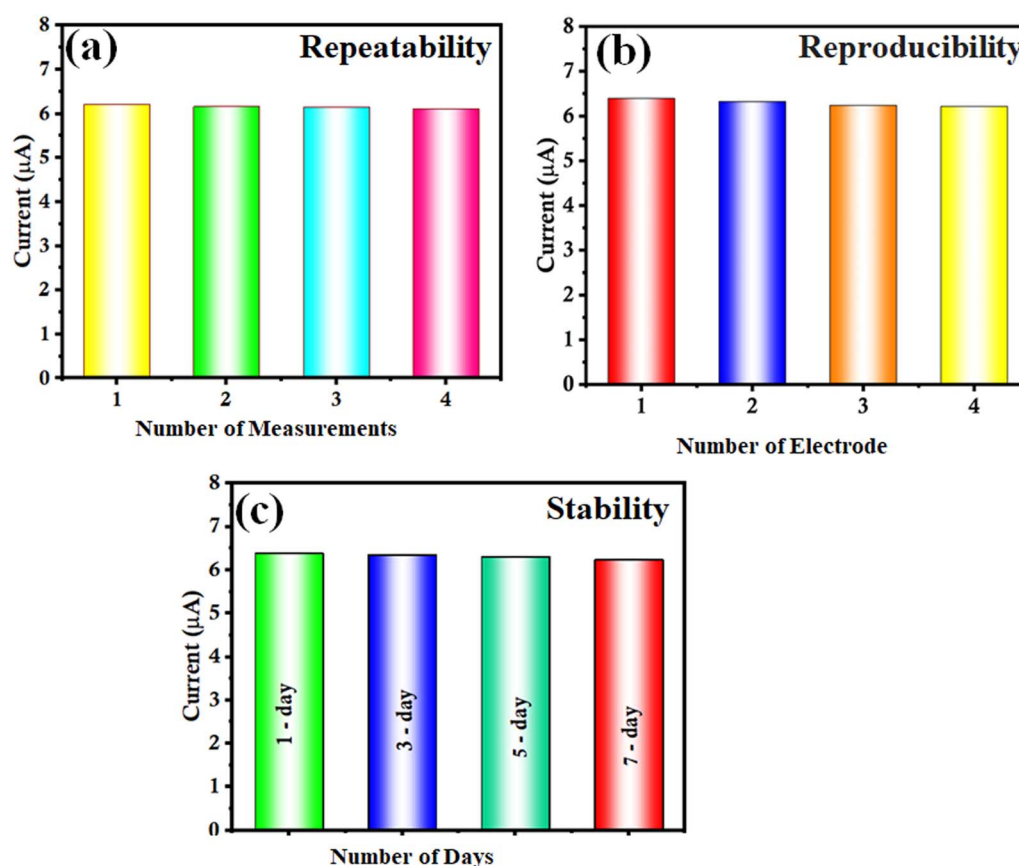 (a) Repeatability
8
7
6
5
4
3
2
1
0
Current (μA)
1 2 3 4
Number of Measurements
(b) Reproducibility
8
7
6
5
4
3
2
1
0
Current (μA)
1 2 3 4
Number of Electrode
(c) Stability
8
7
6
5
4
3
2
1
0
Current (μA)
1 - day
3 - day
5 - day
7 - day
Number of Days